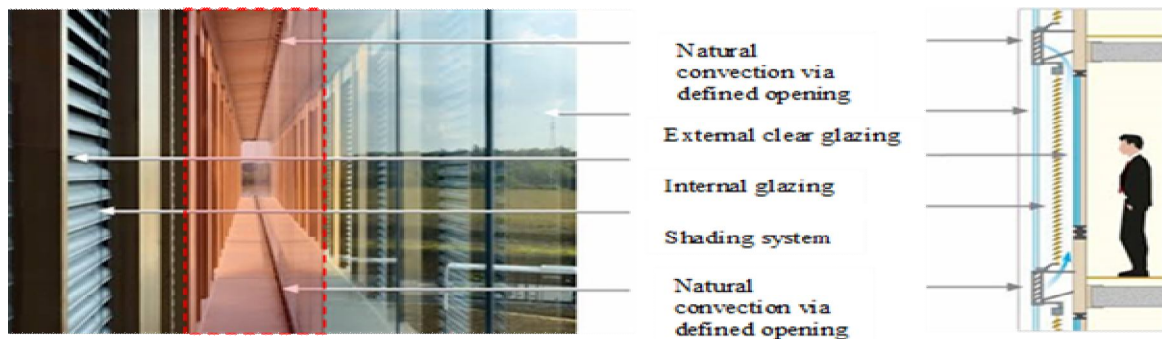 Natural
convection via
defined opening
External clear glazing
Internal glazing
Shading system
Natural
convection via
defined opening